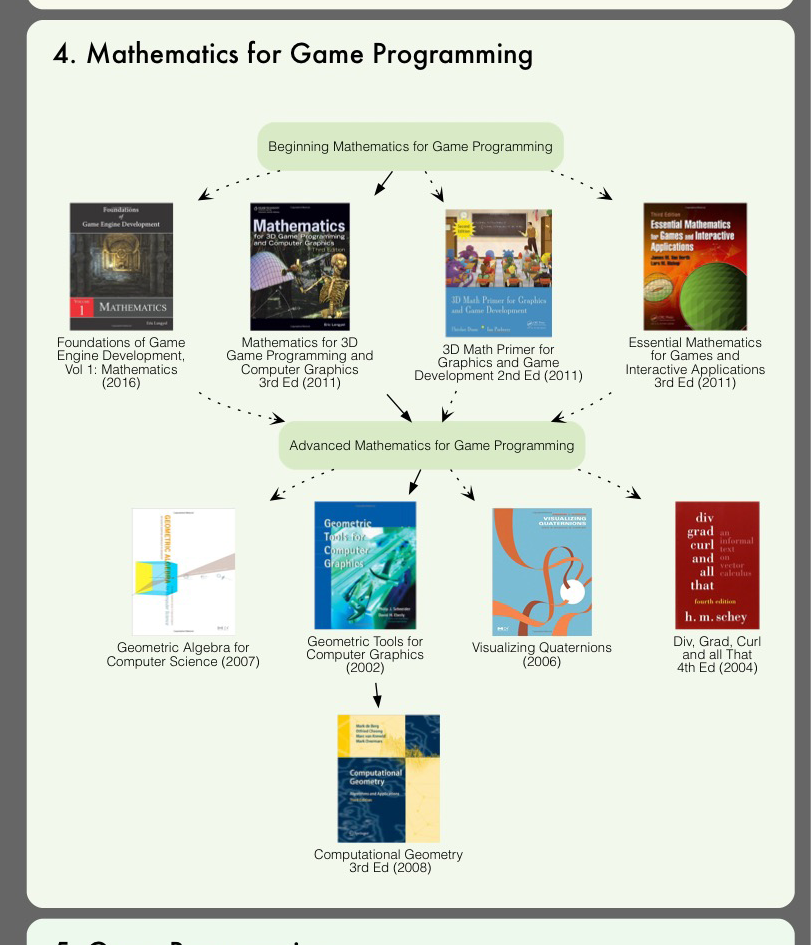 4. Mathematics for Game Programming
Beginning Mathematics for Game Programming
Foundations
of
Game Engine Development
VOLUME
1
MATHEMATICS
Eric Lengyel
Mathematics
for 3D Game Programming
and Computer Graphics
Third Edition
Eric Lengyel
3D Math Primer for Graphics
and Game Development
Fletcher Dunn
Ian Parberry
Third Edition
Essential Mathematics
for Games and Interactive
Applications
James M. Van Verth
Lars M. Bishop
Foundations of Game
Engine Development,
Vol 1: Mathematics
(2016)
Mathematics for 3D
Game Programming and
Computer Graphics
3rd Ed (2011)
3D Math Primer for
Graphics and Game
Development 2nd Ed (2011)
Essential Mathematics
for Games and
Interactive Applications
3rd Ed (2011)
Advanced Mathematics for Game Programming
GEOMETRIC ALGEBRA
Geometric
Tools for
Computer
Graphics
Philip J. Schneider
David H. Eberly
VISUALIZING
QUATERNIONS
div
grad
curl
and
all
that
an
informal
text
on
vector
calculus
fourth edition
h. m. schey
Geometric Algebra for
Computer Science (2007)
Geometric Tools for
Computer Graphics
(2002)
Visualizing Quaternions
(2006)
Div, Grad, Curl
and all That
4th Ed (2004)
Mark de Berg
Otfried Cheong
Marc van Kreveld
Mark Overmars
Computational
Geometry
Algorithms and Applications
Third Edition
Springer
Computational Geometry
3rd Ed (2008)